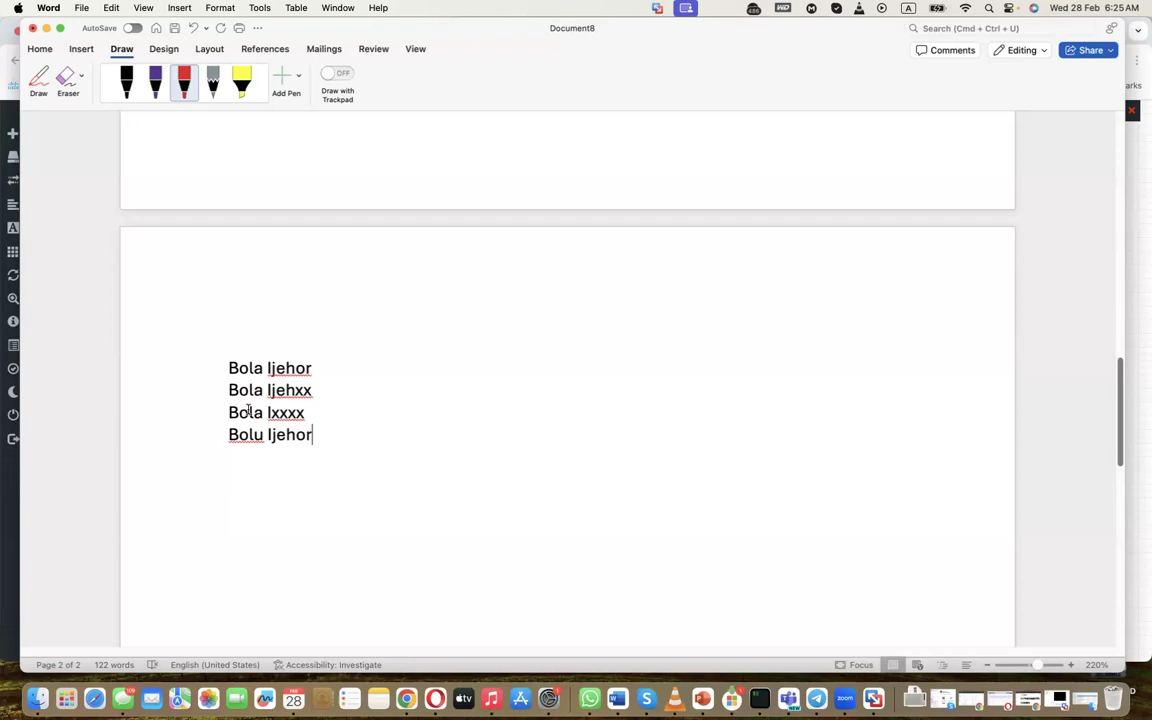 Word File Edit View Insert Format Tools Table Window Help Wed 28 Feb 6:25 AM
AutoSave Document8 Search (Cmd + Ctrl + U)
Home Insert Draw Design Layout References Mailings Review View Comments Editing Share
OFF
Draw Eraser Add Pen Draw with
Trackpad
Bola Ijehor
Bola Ijehxx
Bola Ixxxx
Bolu Ijehor
Page 2 of 2 122 words English (United States) Accessibility: Investigate Focus 220%